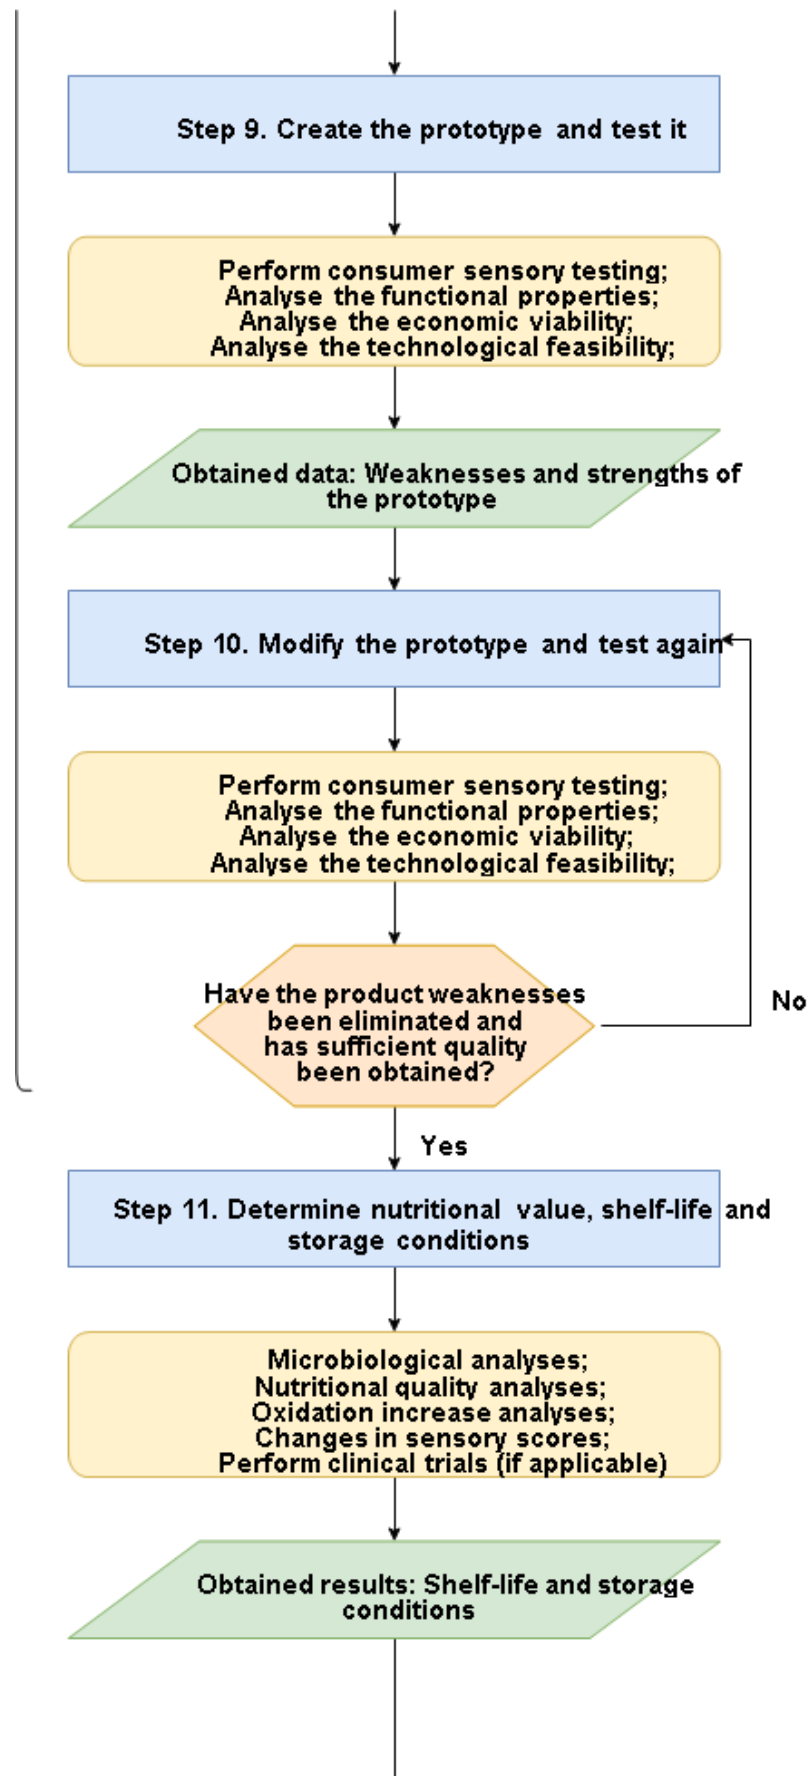 Step 9. Create the prototype and test it
Perform consumer sensory testing;
Analyse the functional properties;
Analyse the economic viability;
Analyse the technological feasibility;
Obtained data: Weaknesses and strengths of
the prototype
Step 10. Modify the prototype and test again
Perform consumer sensory testing;
Analyse the functional properties;
Analyse the economic viability;
Analyse the technological feasibility;
Have the product weaknesses
been eliminated and
has sufficient quality
been obtained?
No
Yes
Step 11. Determine nutritional value, shelf-life and
storage conditions
Microbiological analyses;
Nutritional quality analyses;
Oxidation increase analyses;
Changes in sensory scores;
Perform clinical trials (if applicable)
Obtained results: Shelf-life and storage
conditions